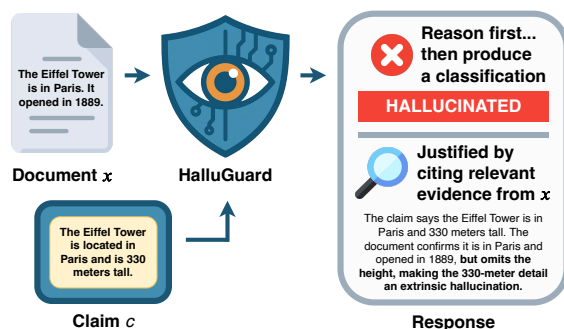 The Eiffel Tower
is in Paris. It
opened in 1889.
Document x
HalluGuard
The Eiffel Tower
is located in
Paris and is 330
meters tall.
Claim c
Reason first...
then produce
a classification
HALLUCINATED
Justified by
citing relevant
evidence from x
The claim says the Eiffel Tower is in
Paris and 330 meters tall. The
document confirms it is in Paris and
opened in 1889, but omits the
height, making the 330-meter detail
an extrinsic hallucination.
Response